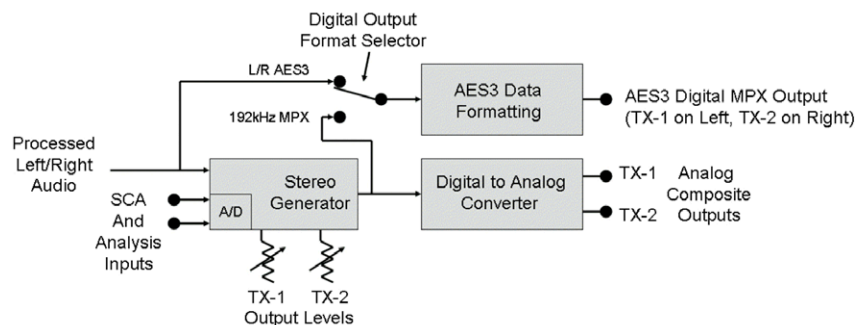 Digital Output
Format Selector
L/R AES3
192kHz MPX
AES3 Data
Formatting
AES3 Digital MPX Output
(TX-1 on Left, TX-2 on Right)
Processed
Left/Right
Audio
SCA
And
Analysis
Inputs
A/D
Stereo
Generator
Digital to Analog
Converter
TX-1
TX-2
Analog
Composite
Outputs
TX-1
TX-2
Output Levels